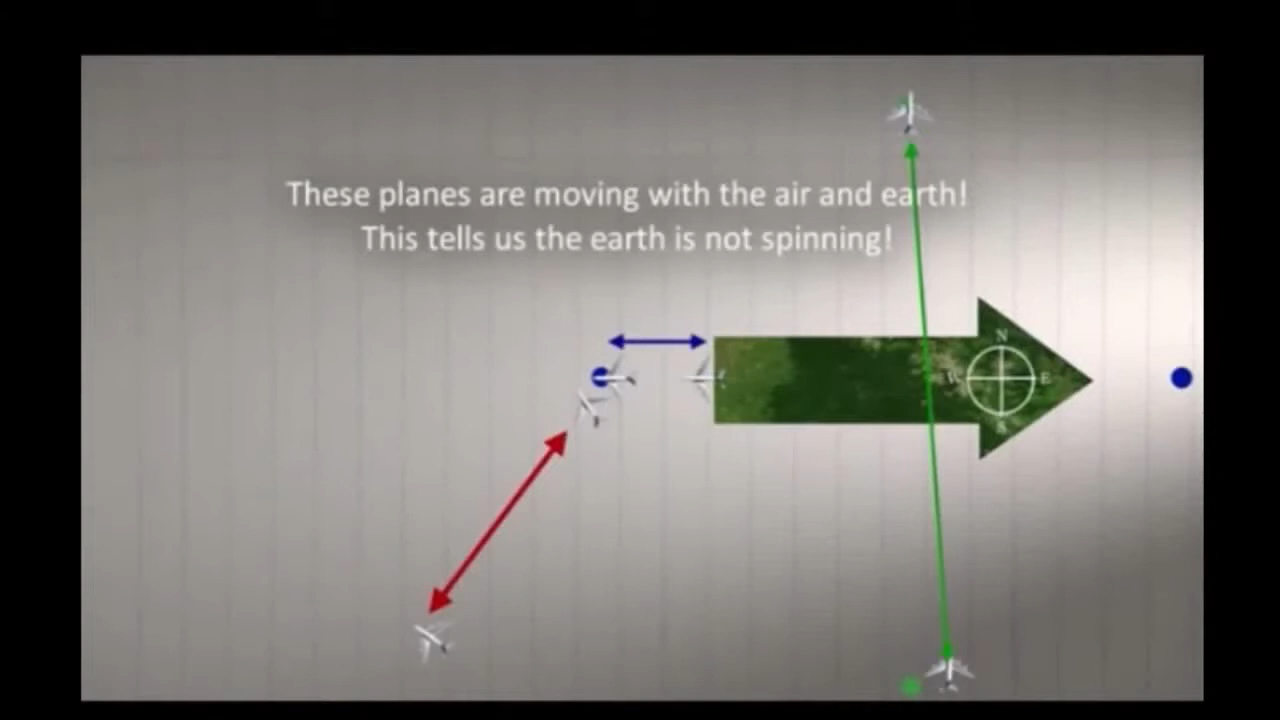 These planes are moving with the air and earth!
This tells us the earth is not spinning!
N
W E
S